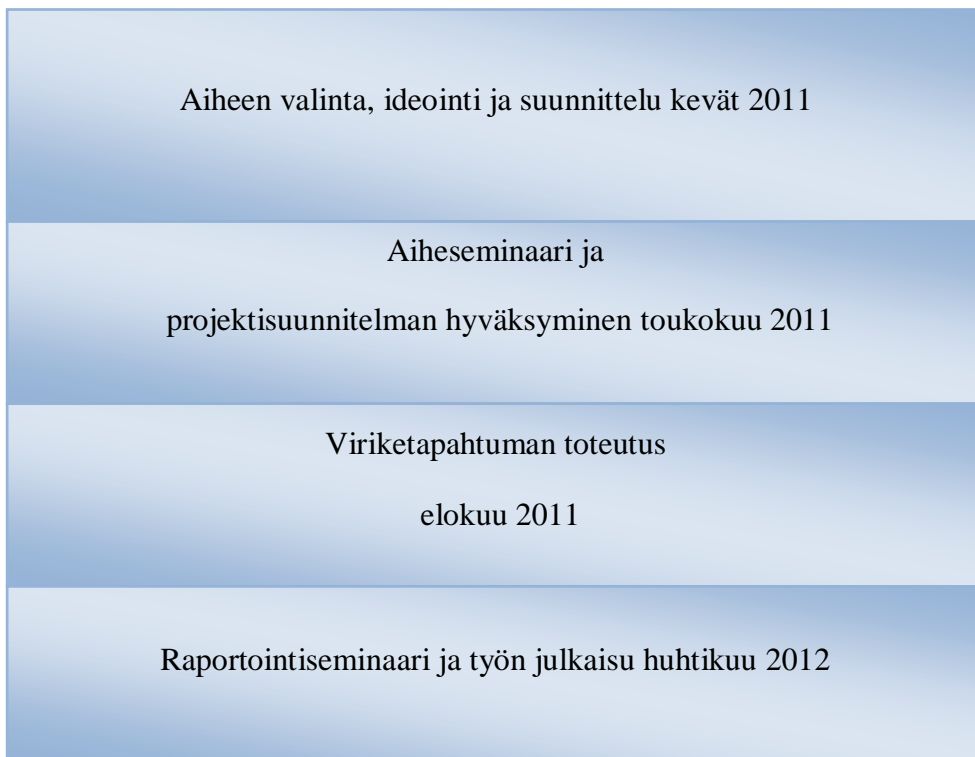 Aiheen valinta, ideointi ja suunnittelu kevät 2011
Aiheseminaari ja
projektisuunnitelman hyväksyminen toukokuu 2011
Viriketapahtuman toteutus
elokuu 2011
Raportointiseminaari ja työn julkaisu huhtikuu 2012